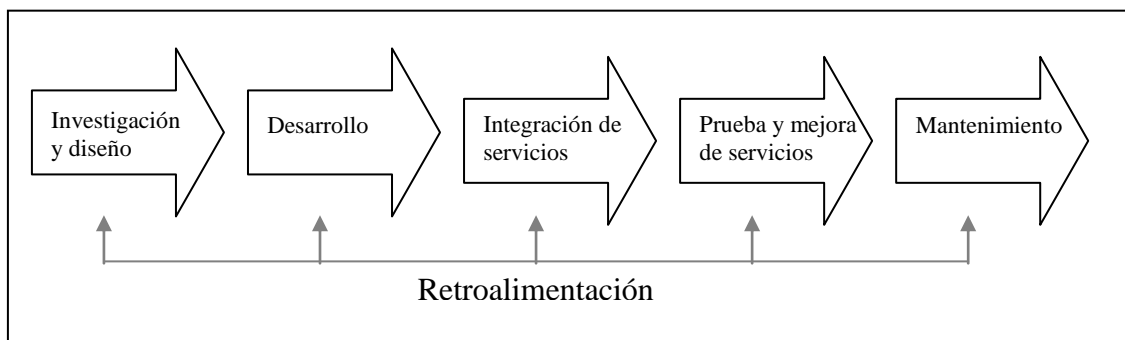 Investigación
y diseño
Desarrollo
Integración de
servicios
Prueba y mejora
de servicios
Mantenimiento
Retroalimentación